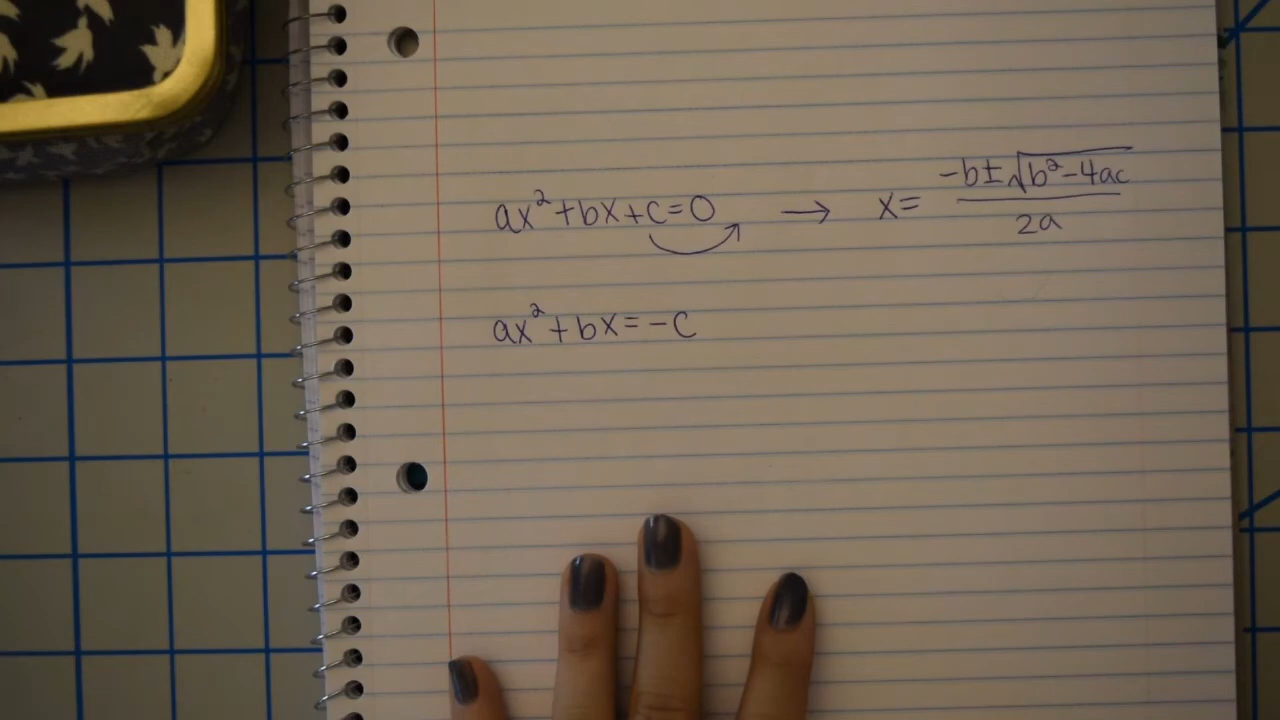 ax²+bx+c=0 → x= -b±√b²-4ac / 2a
ax²+bx=-c